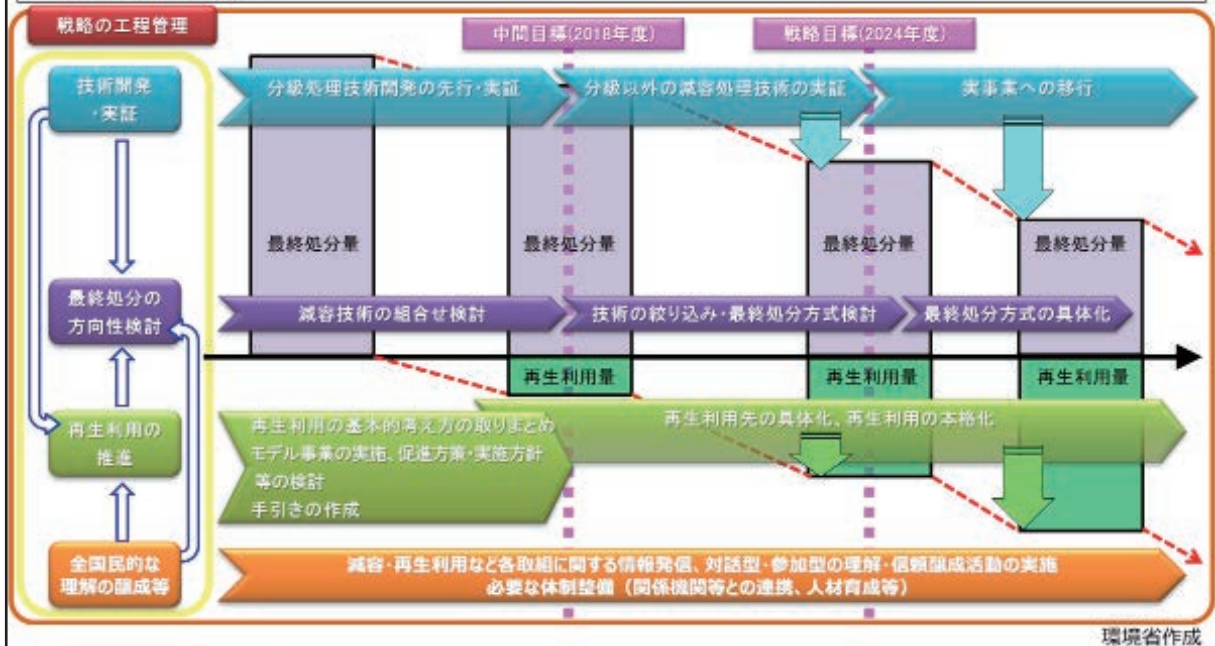 戦略の工程管理
中間目標(2018年度)
戦略目標(2024年度)
技術開発
・実証
分級処理技術開発の先行・実証
分級以外の減容処理技術の実証
実事業への移行
最終処分量
最終処分量
最終処分量
最終処分量
最終処分の
方向性検討
減容技術の組合せ検討
技術の絞り込み・最終処分方式検討
最終処分方式の具体化
再生利用量
再生利用量
再生利用量
再生利用の
推進
再生利用の基本的考え方の取りまとめ
モデル事業の実施、促進方策・実施方針
等の検討
手引きの作成
再生利用先の具体化、再生利用の本格化
全国民的な
理解の醸成等
減容・再生利用など各取組に関する情報発信、対話型・参加型の理解・信頼醸成活動の実施
必要な体制整備（関係機関等との連携、人材育成等）
環境省作成